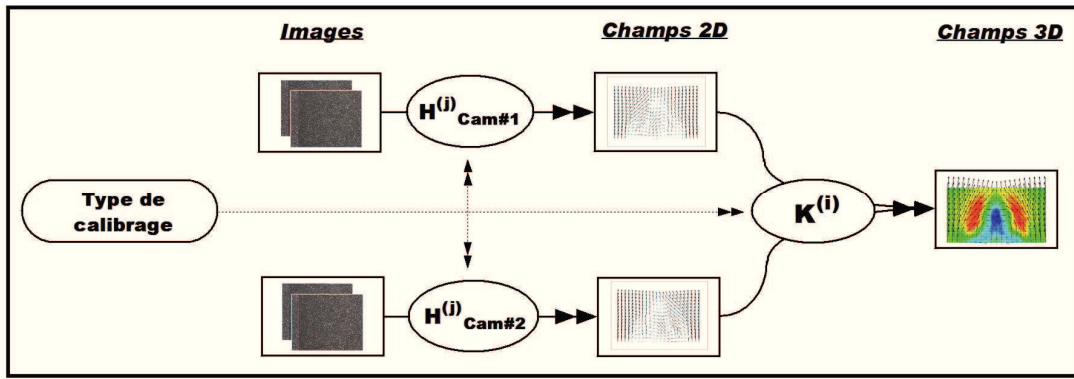 Images
Champs 2D
Champs 3D
H(j) Cam#1
Type de
calibrage
K(i)
H(j) Cam#2